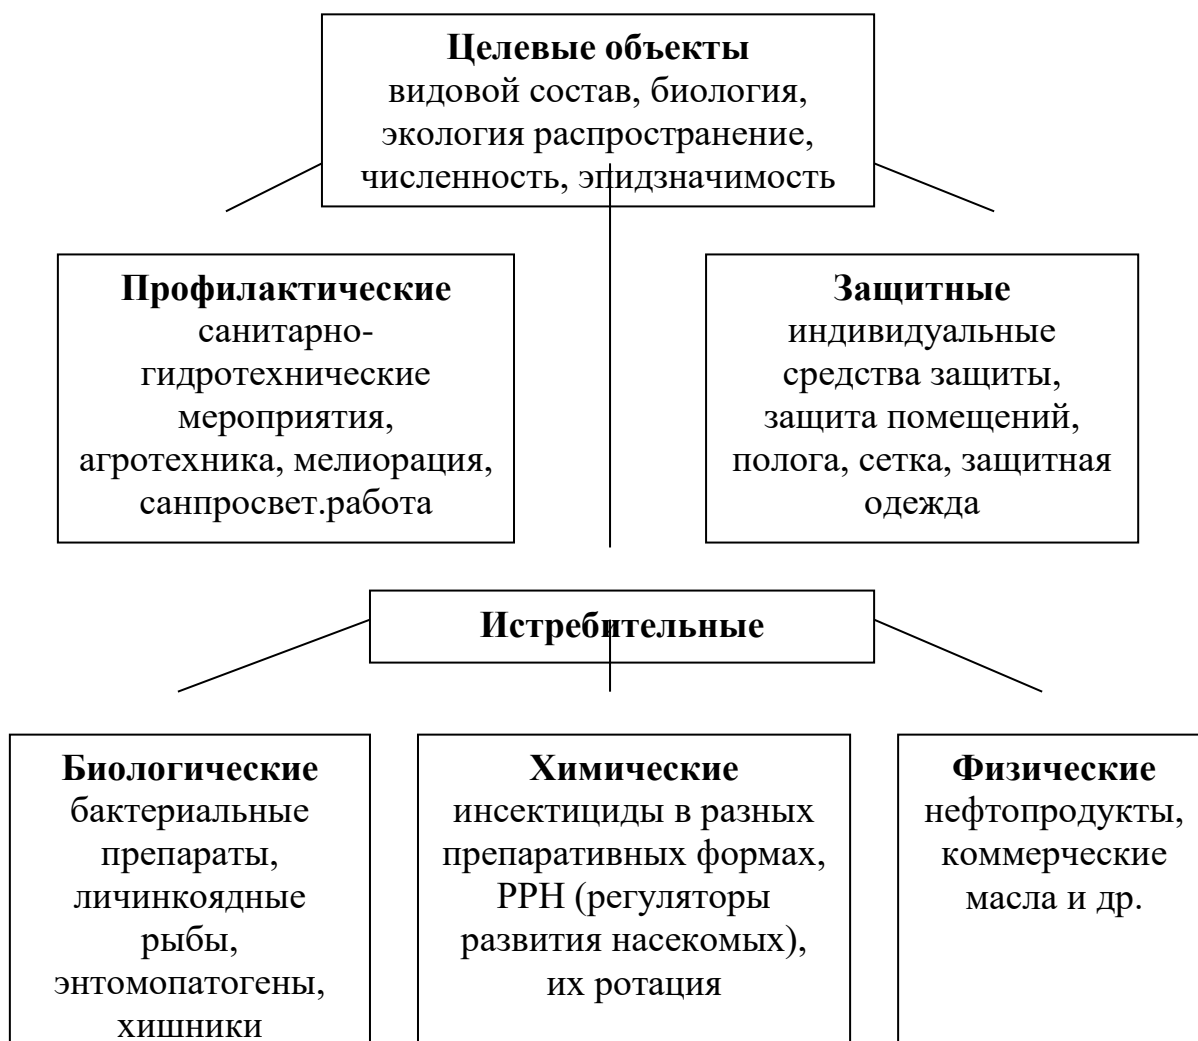 Целевые объекты
видовой состав, биология,
экология распространение,
численность, эпидзначимость
Профилактические
санитарно-
гидротехнические
мероприятия,
агротехника, мелиорация,
санпросвет.работа
Защитные
индивидуальные
средства защиты,
защита помещений,
полога, сетка, защитная
одежда
Истребительные
Биологические
бактериальные
препараты,
личинкоядные
рыбы,
энтомопатогены,
хишники
Химические
инсектициды в разных
препаративных формах,
РРН (регуляторы
развития насекомых),
их ротация
Физические
нефтопродукты,
коммерческие
масла и др.